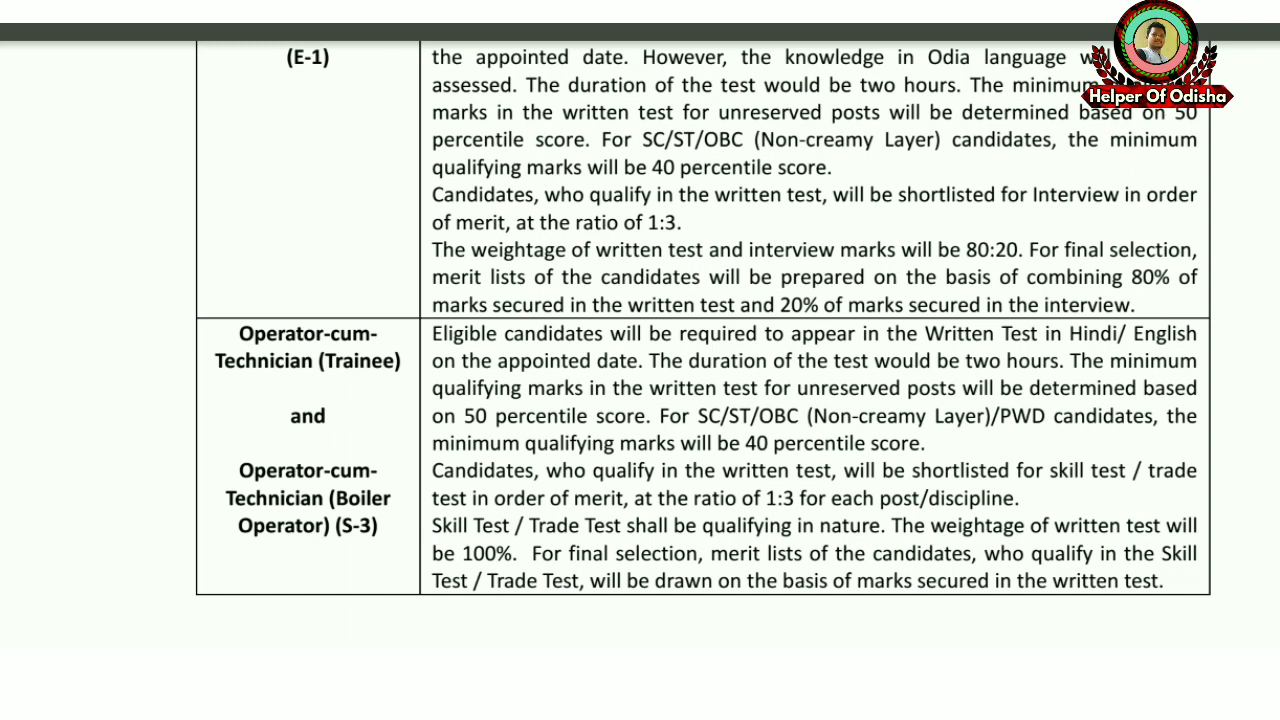 (E-1)
the appointed date. However, the knowledge in Odia language
assessed. The duration of the test would be two hours. The minimum
marks in the written test for unreserved posts will be determined based on 50
percentile score. For SC/ST/OBC (Non-creamy Layer) candidates, the minimum
qualifying marks will be 40 percentile score.
Candidates, who qualify in the written test, will be shortlisted for Interview in order
of merit, at the ratio of 1:3.
The weightage of written test and interview marks will be 80:20. For final selection,
merit lists of the candidates will be prepared on the basis of combining 80% of
marks secured in the written test and 20% of marks secured in the interview.
Operator-cum-
Technician (Trainee)
and
Operator-cum-
Technician (Boiler
Operator) (S-3)
Eligible candidates will be required to appear in the Written Test in Hindi/ English
on the appointed date. The duration of the test would be two hours. The minimum
qualifying marks in the written test for unreserved posts will be determined based
on 50 percentile score. For SC/ST/OBC (Non-creamy Layer)/PWD candidates, the
minimum qualifying marks will be 40 percentile score.
Candidates, who qualify in the written test, will be shortlisted for skill test / trade
test in order of merit, at the ratio of 1:3 for each post/discipline.
Skill Test / Trade Test shall be qualifying in nature. The weightage of written test will
be 100%. For final selection, merit lists of the candidates, who qualify in the Skill
Test / Trade Test, will be drawn on the basis of marks secured in the written test.
Helper Of Odisha